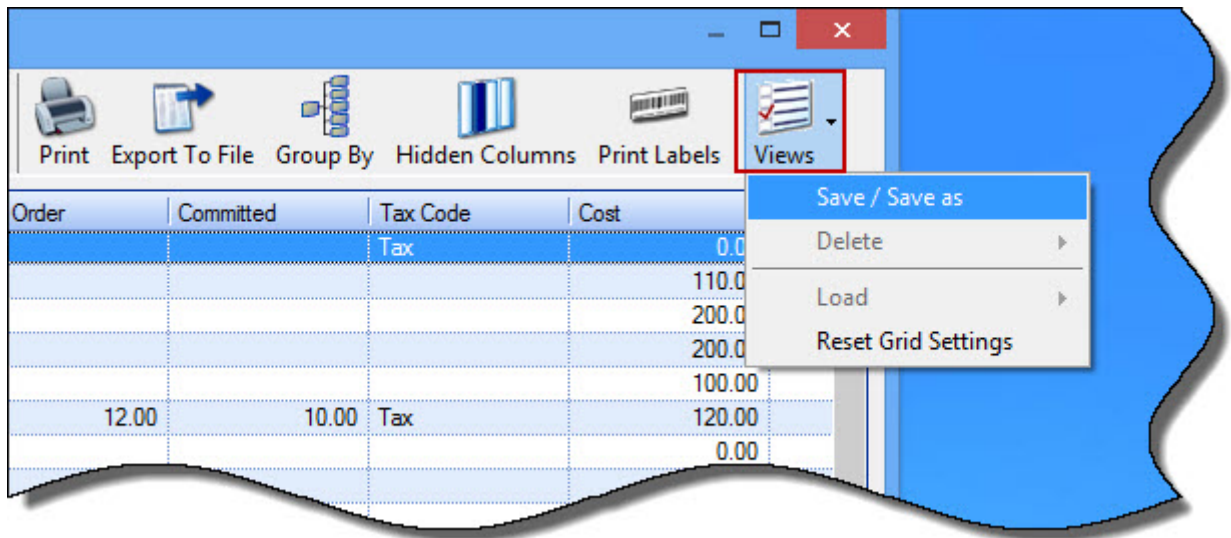 Print Export To File Group By Hidden Columns Print Labels Views
Save / Save as
Delete
Load
Reset Grid Settings
Order Committed Tax Code Cost
Tax 0.0
110.0
200.0
200.0
100.00
12.00 10.00 Tax 120.00
0.00